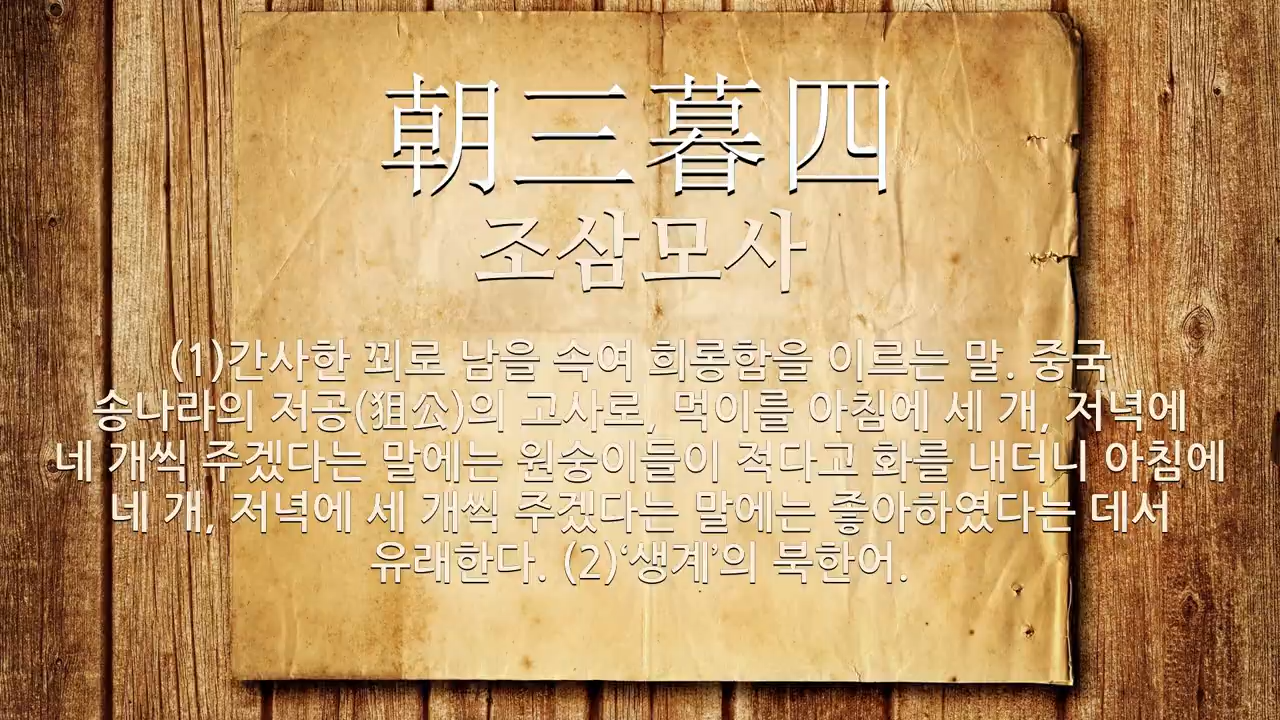 朝三暮四
조삼모사
(1)간사한 꾀로 남을 속여 희롱함을 이르는 말. 중국
송나라의 저공(狙公)의 고사로, 먹이를 아침에 세 개, 저녁에
네 개씩 주겠다는 말에는 원숭이들이 적다고 화를 내더니 아침에
네 개, 저녁에 세 개씩 주겠다는 말에는 좋아하였다는 데서
유래한다. (2)‘생계’의 북한어.